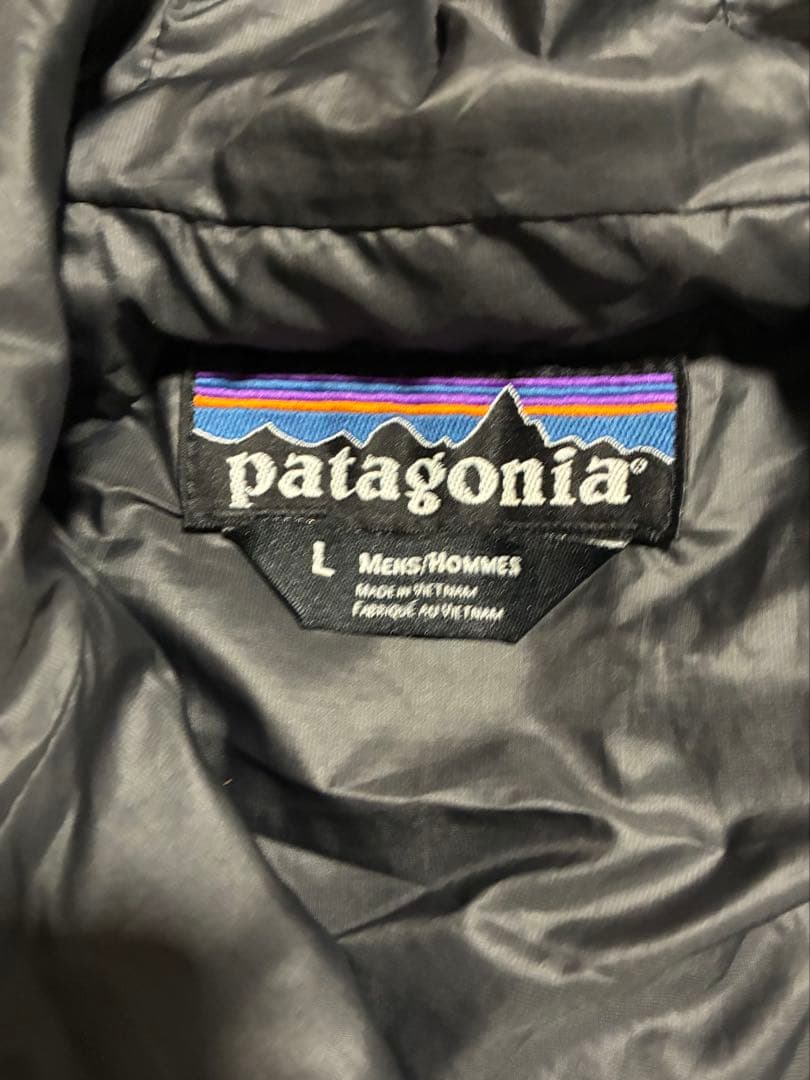 patagonia®
L MENS/HOMMES
MADE IN VIETNAM
FABRIQUÉ AU VIETNAM